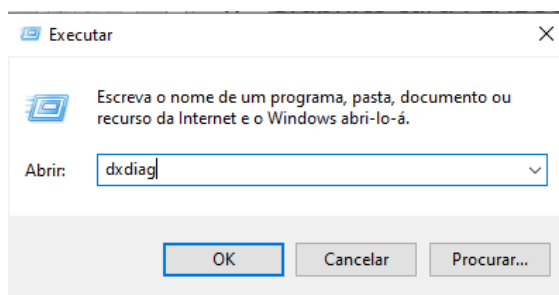 Executar
Escreva o nome de um programa, pasta, documento ou
recurso da Internet e o Windows abri-lo-á.
Abrir:
dxdiag
OK
Cancelar
Procurar...